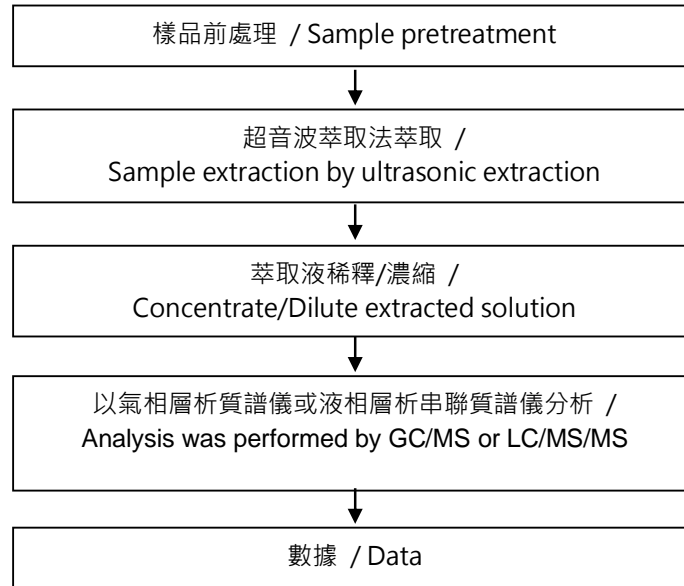 樣品前處理 / Sample pretreatment
超音波萃取法萃取 /
Sample extraction by ultrasonic extraction
萃取液稀釋/濃縮 /
Concentrate/Dilute extracted solution
以氣相層析質譜儀或液相層析串聯質譜儀分析 /
Analysis was performed by GC/MS or LC/MS/MS
數據 / Data